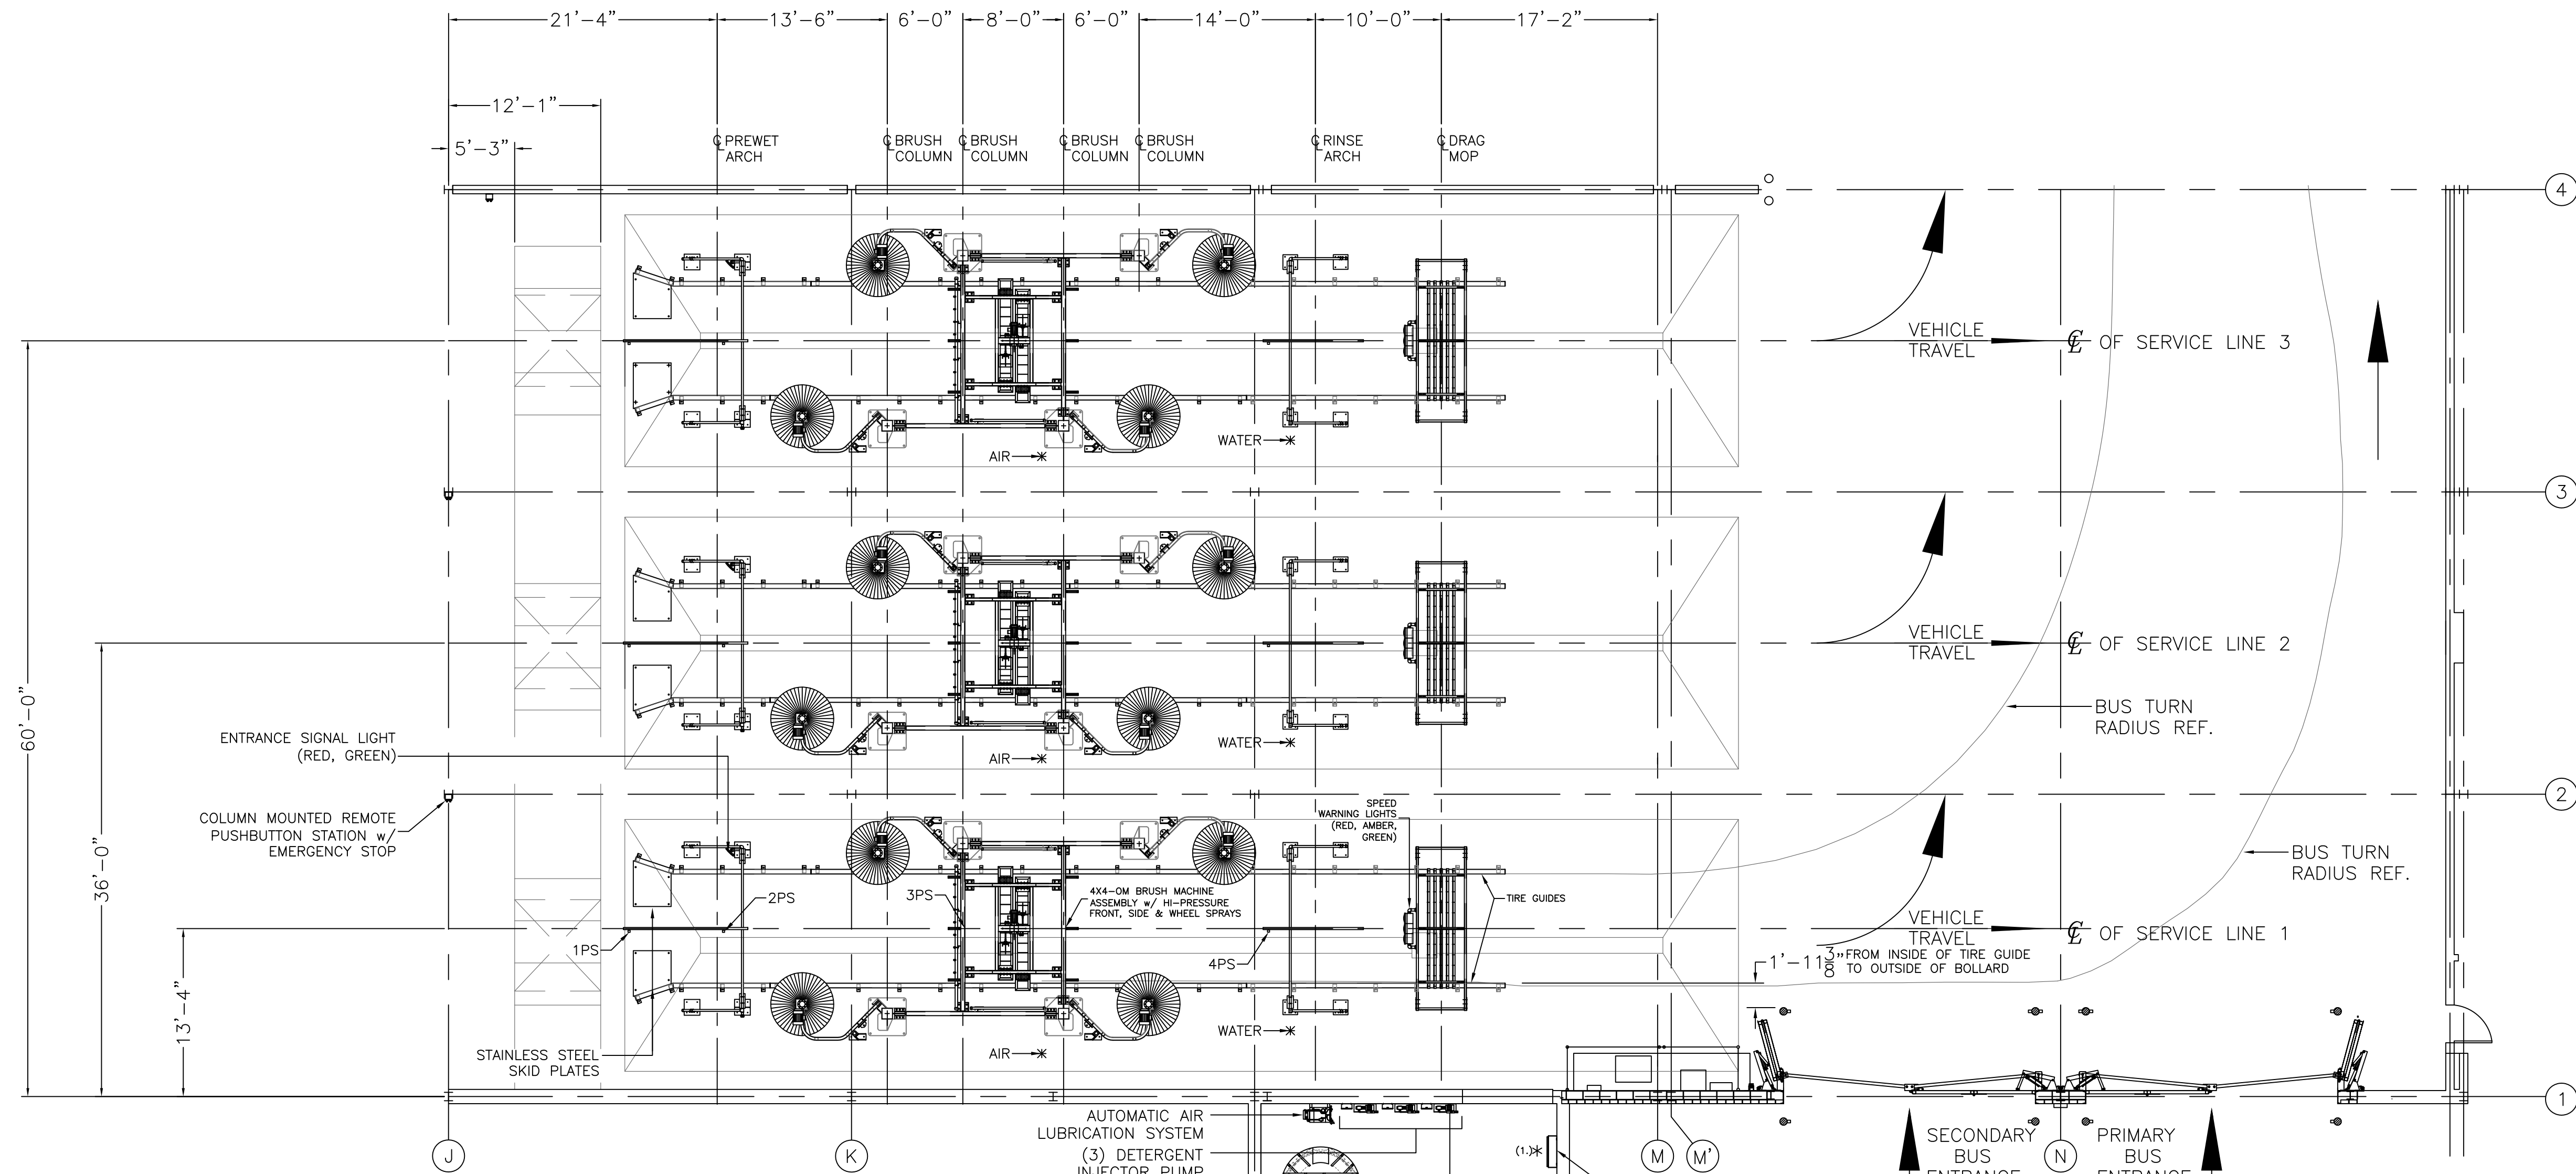 21'-4" 13'-6" 6'-0" 8'-0" 6'-0" 14'-0" 10'-0" 17'-2"
12'-1"
5'-3"
℄ PREWET
ARCH
℄ BRUSH
COLUMN
℄ BRUSH
COLUMN
℄ BRUSH
COLUMN
℄ BRUSH
COLUMN
℄ RINSE
ARCH
℄ DRAG
MOP
4
VEHICLE
TRAVEL
℄ OF SERVICE LINE 3
WATER
AIR
3
VEHICLE
TRAVEL
℄ OF SERVICE LINE 2
BUS TURN
RADIUS REF.
60'-0"
36'-0"
13'-4"
ENTRANCE SIGNAL LIGHT
(RED, GREEN)
WATER
AIR
COLUMN MOUNTED REMOTE
PUSHBUTTON STATION w/
EMERGENCY STOP
2
SPEED
WARNING LIGHTS
(RED, AMBER,
GREEN)
BUS TURN
RADIUS REF.
2PS
3PS
4X4-OM BRUSH MACHINE
ASSEMBLY w/ HI-PRESSURE
FRONT, SIDE & WHEEL SPRAYS
TIRE GUIDES
1PS
4PS
VEHICLE
TRAVEL
℄ OF SERVICE LINE 1
1'-11 3/8" FROM INSIDE OF TIRE GUIDE
TO OUTSIDE OF BOLLARD
WATER
AIR
STAINLESS STEEL
SKID PLATES
1
AUTOMATIC AIR
LUBRICATION SYSTEM
(3) DETERGENT
INJECTOR PUMP
(1.)
J
K
M
M'
N
SECONDARY
BUS
ENTRANCE
PRIMARY
BUS
ENTRANCE